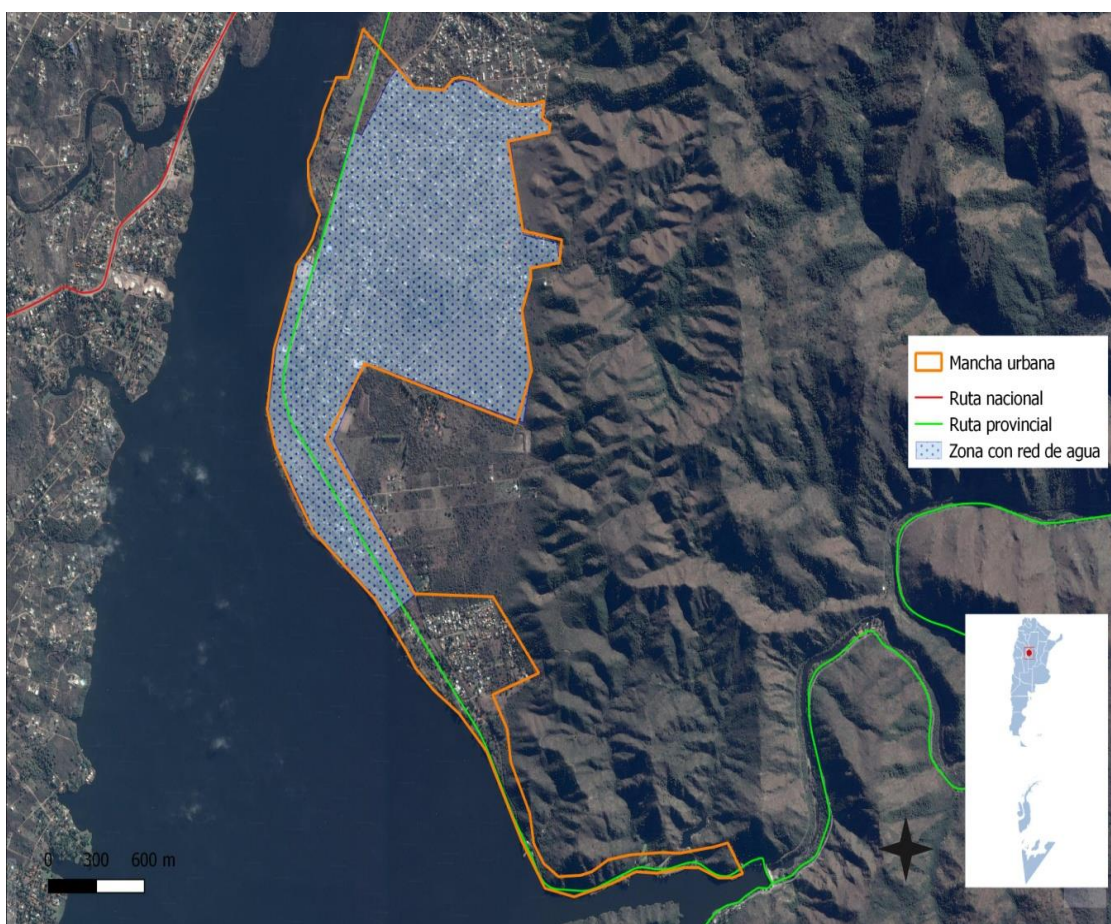 Mancha urbana
Ruta nacional
Ruta provincial
Zona con red de agua
0 300 600 m